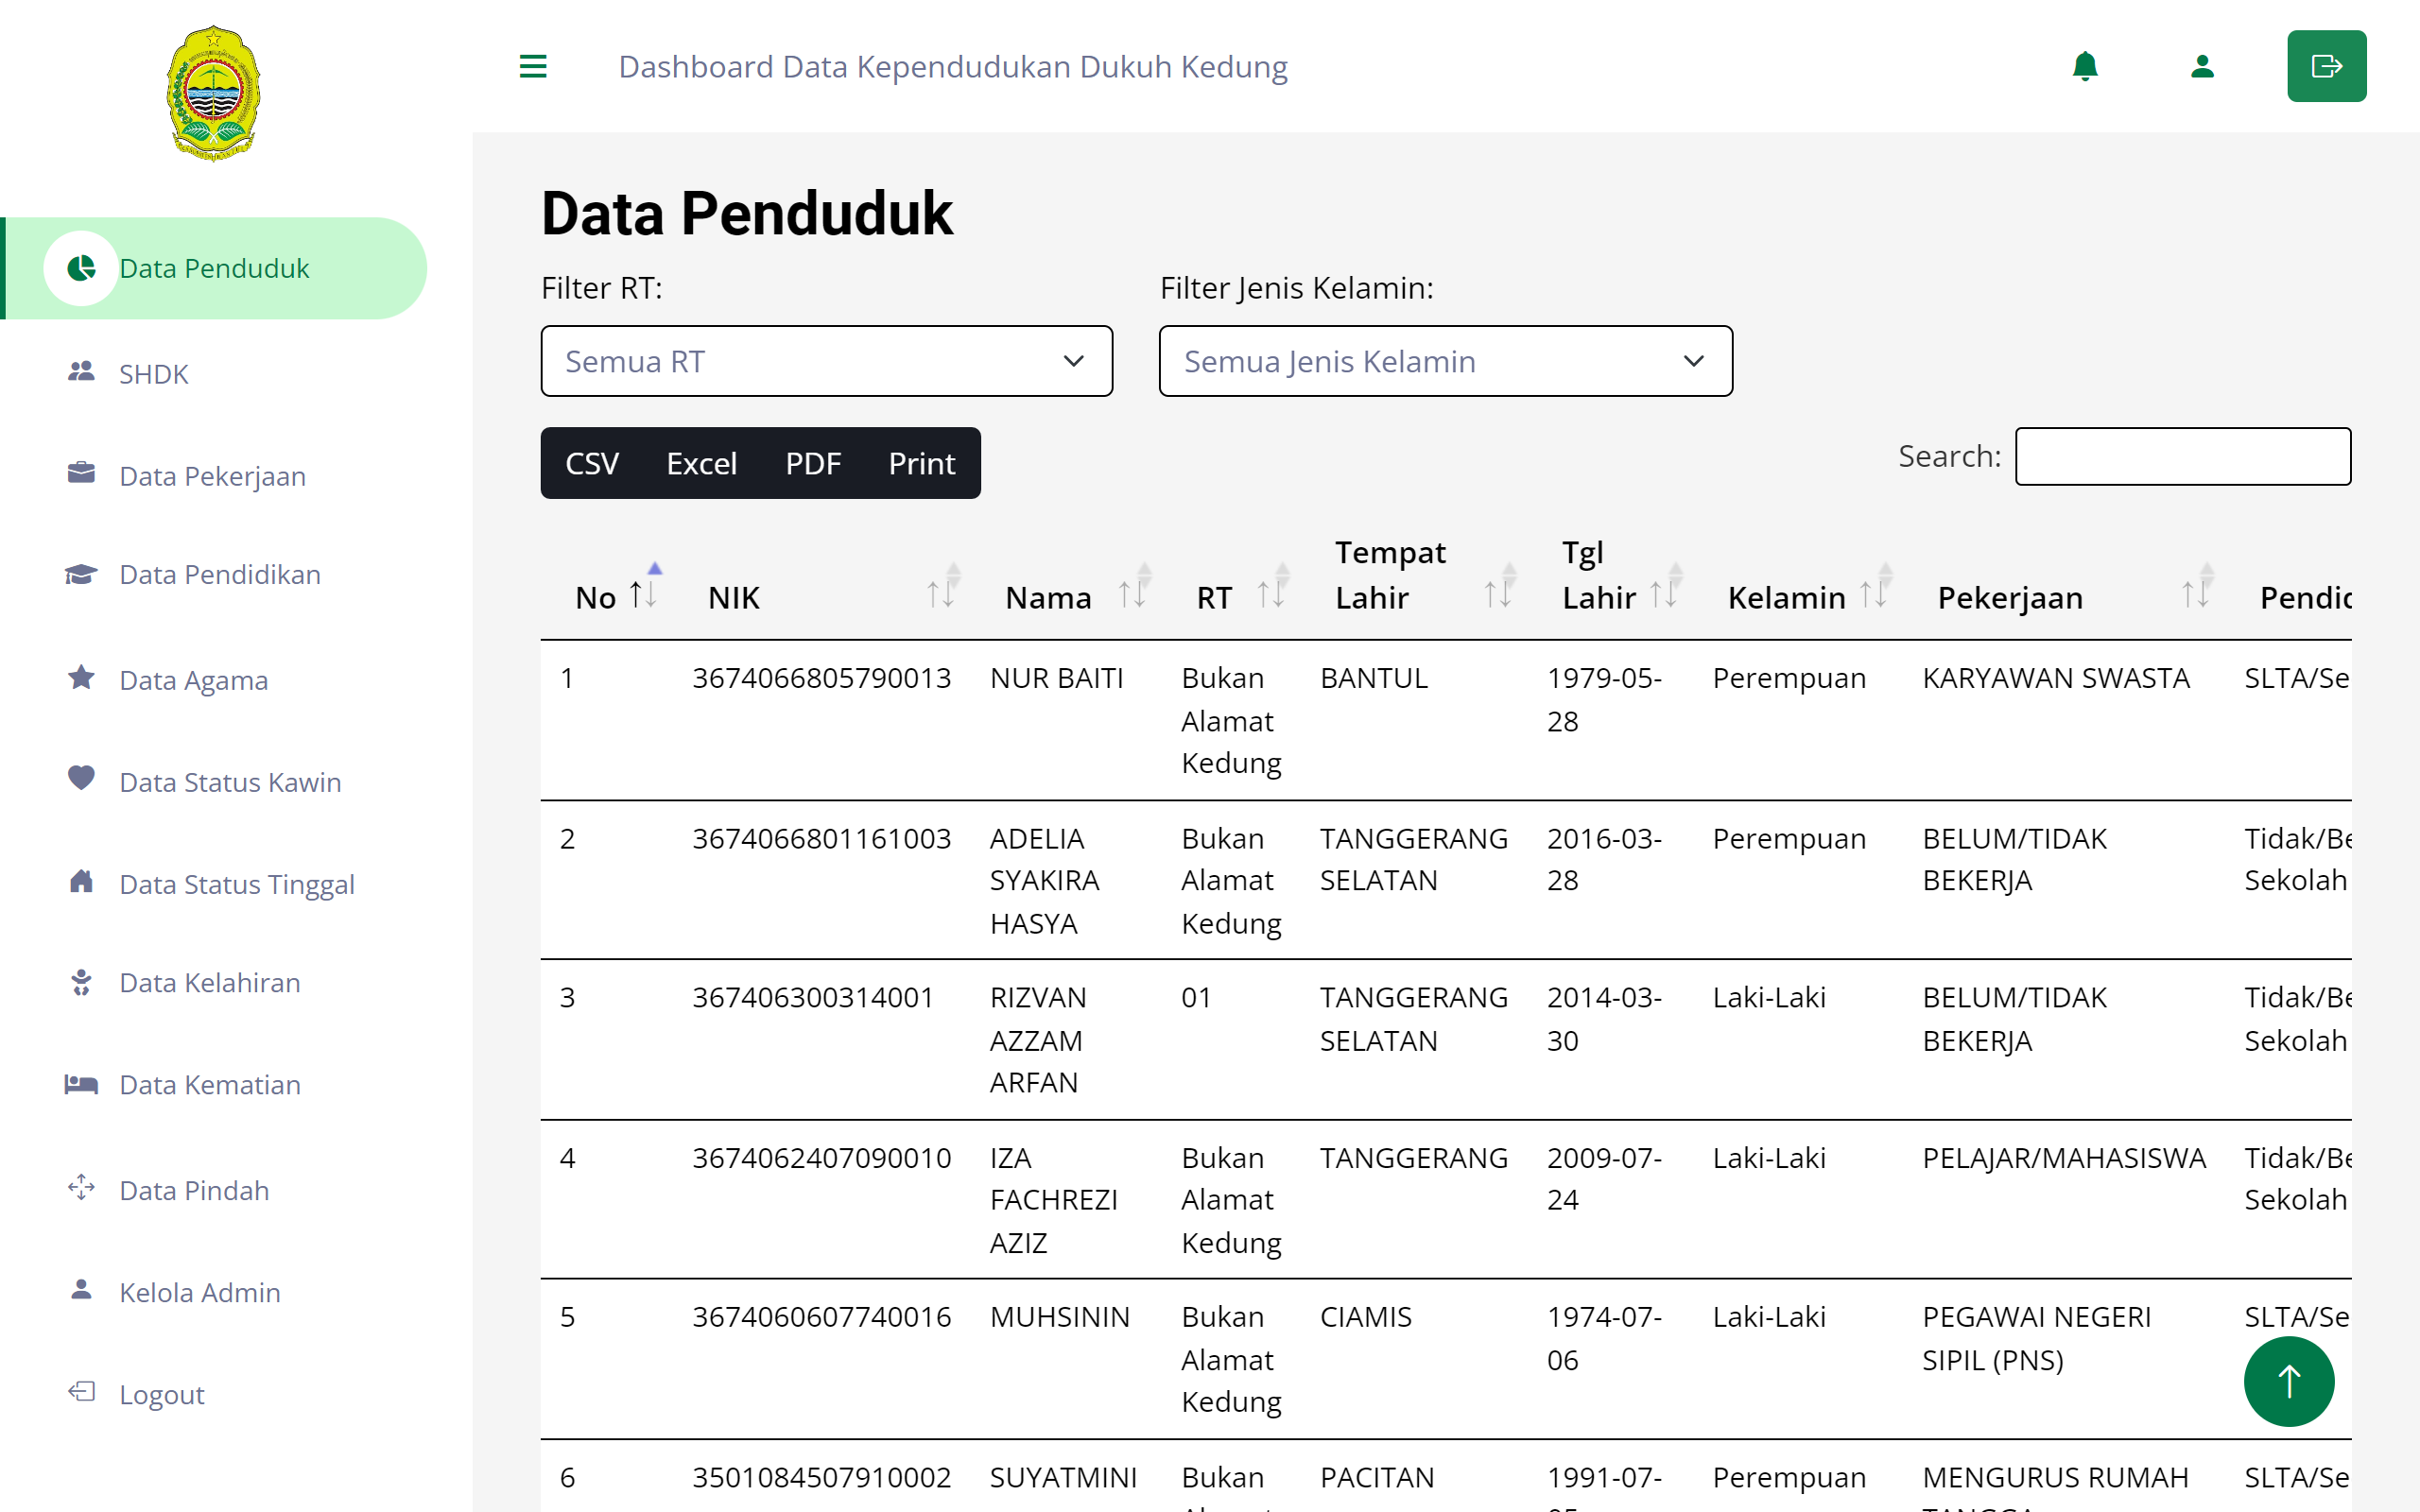 Dashboard Data Kependudukan Dukuh Kedung
Data Penduduk
SHDK
Data Pekerjaan
Data Pendidikan
Data Agama
Data Status Kawin
Data Status Tinggal
Data Kelahiran
Data Kematian
Data Pindah
Kelola Admin
Logout
Data Penduduk
Filter RT:
Filter Jenis Kelamin:
Semua RT
Semua Jenis Kelamin
CSV Excel PDF Print
Search:
No NIK Nama RT Tempat Lahir Tgl Lahir Kelamin Pekerjaan Pendid
1 3674066805790013 NUR BAITI Bukan BANTUL 1979-05- Perempuan KARYAWAN SWASTA SLTA/Se
Alamat 28
Kedung
2 3674066801161003 ADELIA Bukan TANGGERANG 2016-03- Perempuan BELUM/TIDAK Tidak/Be
SYAKIRA Alamat SELATAN 28 BEKERJA Sekolah
HASYA Kedung
3 367406300314001 RIZVAN 01 TANGGERANG 2014-03- Laki-Laki BELUM/TIDAK Tidak/Be
AZZAM SELATAN 30 BEKERJA Sekolah
ARFAN
4 3674062407090010 IZA Bukan TANGGERANG 2009-07- Laki-Laki PELAJAR/MAHASISWA Tidak/Be
FACHREZI Alamat 24 Sekolah
AZIZ Kedung
5 3674060607740016 MUHSININ Bukan CIAMIS 1974-07- Laki-Laki PEGAWAI NEGERI SLTA/Se
Alamat 06 SIPIL (PNS)
Kedung
6 3501084507910002 SUYATMINI Bukan PACITAN 1991-07- Perempuan MENGURUS RUMAH SLTA/Se